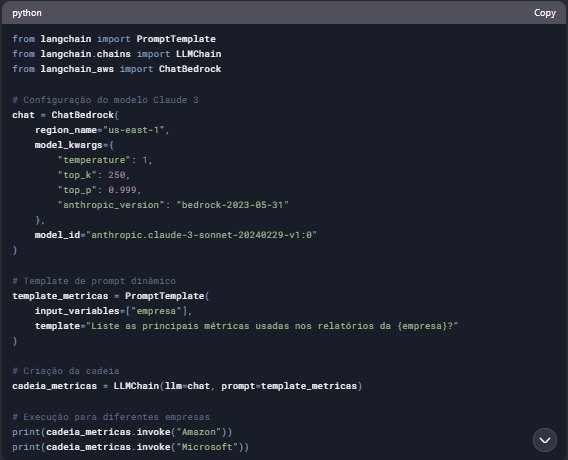 python
Copy
from langchain import PromptTemplate
from langchain.chains import LLMChain
from langchain_aws import ChatBedrock
# Configuração do modelo Claude 3
chat = ChatBedrock(
region_name="us-east-1",
model_kwargs={
"temperature": 1,
"top_k": 250,
"top_p": 0.999,
"anthropic_version": "bedrock-2023-05-31"
},
model_id="anthropic.claude-3-sonnet-20240229-v1:0"
)
# Template de prompt dinâmico
template_metricas = PromptTemplate(
input_variables=["empresa"],
template="Liste as principais métricas usadas nos relatórios da {empresa}?"
)
# Criação da cadeia
cadeia_metricas = LLMChain(llm=chat, prompt=template_metricas)
# Execução para diferentes empresas
print(cadeia_metricas.invoke("Amazon"))
print(cadeia_metricas.invoke("Microsoft"))